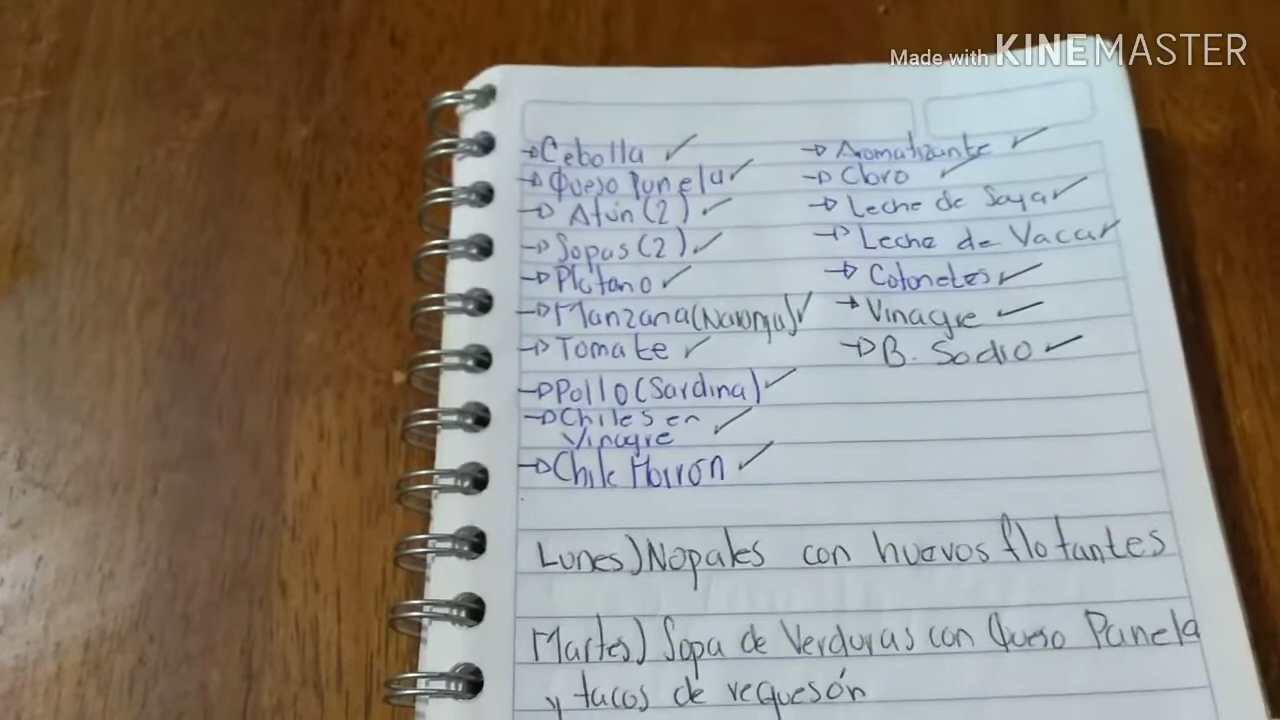 Made with KINEMASTER
→Cebolla ✓
→Queso Panela ✓
→Atún (2) ✓
→Sopas (2) ✓
→Plátano ✓
→Manzana (Naranja) ✓
→Tomate ✓
→Pollo (Sardina) ✓
→Chiles en
Vinagre ✓
→Chile Morron ✓
→Aromatizante ✓
→Cloro ✓
→Leche de Soya ✓
→Leche de Vaca ✓
→Cotonetes ✓
→Vinagre ✓
→B. Sodio ✓
Lunes) Nopales con huevos flotantes
Martes) Sopa de Verduras con Queso Panela
y tacos de requesón